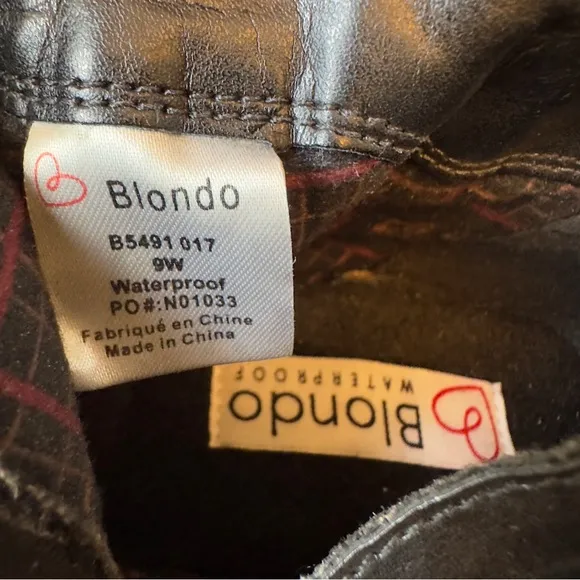 Blondo
B5491 017
9W
Waterproof
PO#:N01033
Fabriqué en Chine
Made in China
Blondo
WATERPROOF